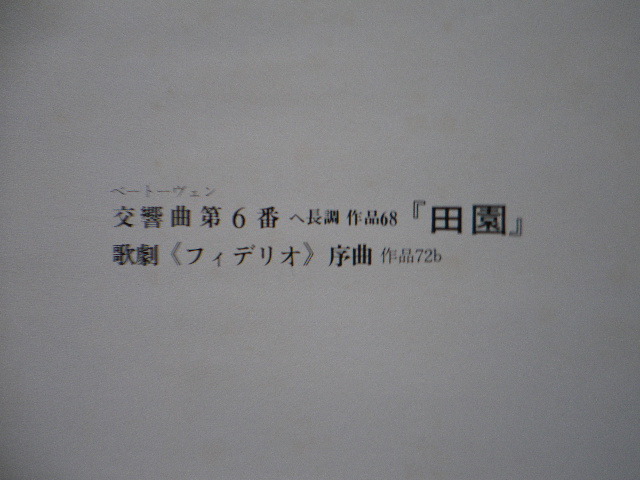 ベートーヴェン
交響曲第6番 ヘ長調 作品68『田園』
歌劇《フィデリオ》序曲 作品72b